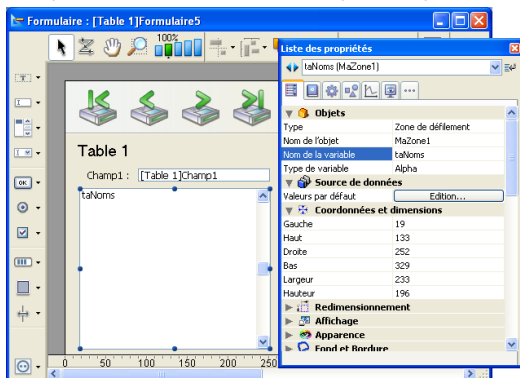 Formulaire : [Table 1]Formulaire5
100%
Liste des propriétés
taNoms (MaZone1)
Objets
Type Zone de défilement
Nom de l'objet MaZone1
Nom de la variable taNoms
Type de variable Alpha
Source de données
Valeurs par défaut Edition...
Coordonnées et dimensions
Gauche 19
Haut 133
Droite 252
Bas 329
Largeur 233
Hauteur 196
Redimensionnement
Affichage
Apparence
Fond et Bordure
Table 1
Champ1 : [Table 1]Champ1
taNoms
OK
0 50 100 150 200 250